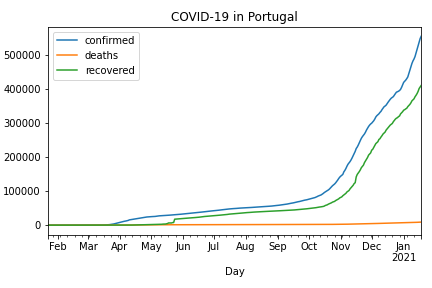 COVID-19 in Portugal
confirmed
deaths
recovered
500000
400000
300000
200000
100000
0
Feb Mar Apr May Jun Jul Aug Sep Oct Nov Dec Jan
2021
Day